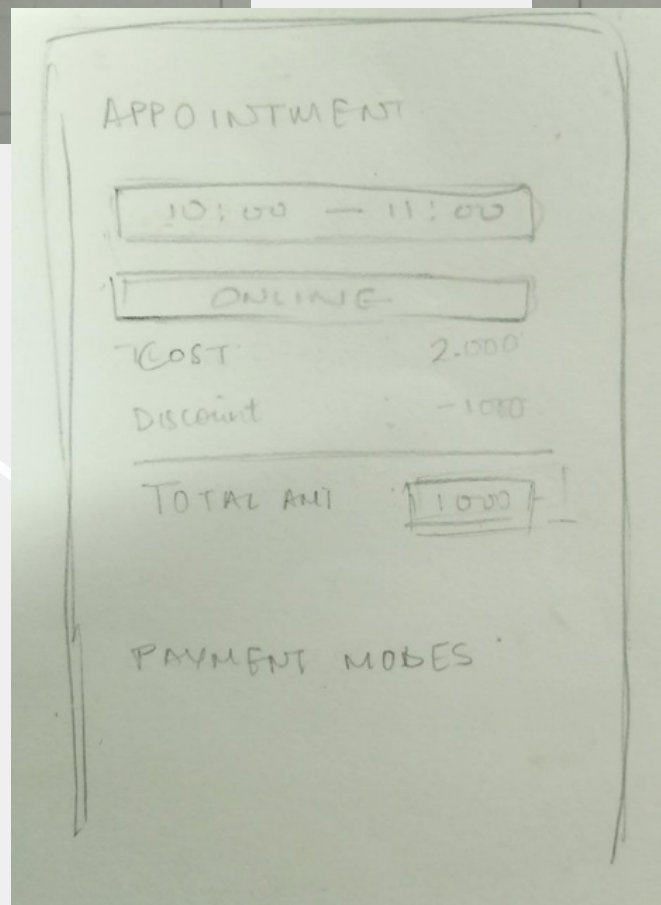 APPOINTMENT
10:00 — 11:00
ONLINE
COST 2.000
Discount -1000
TOTAL AMT 1000
PAYMENT MODES